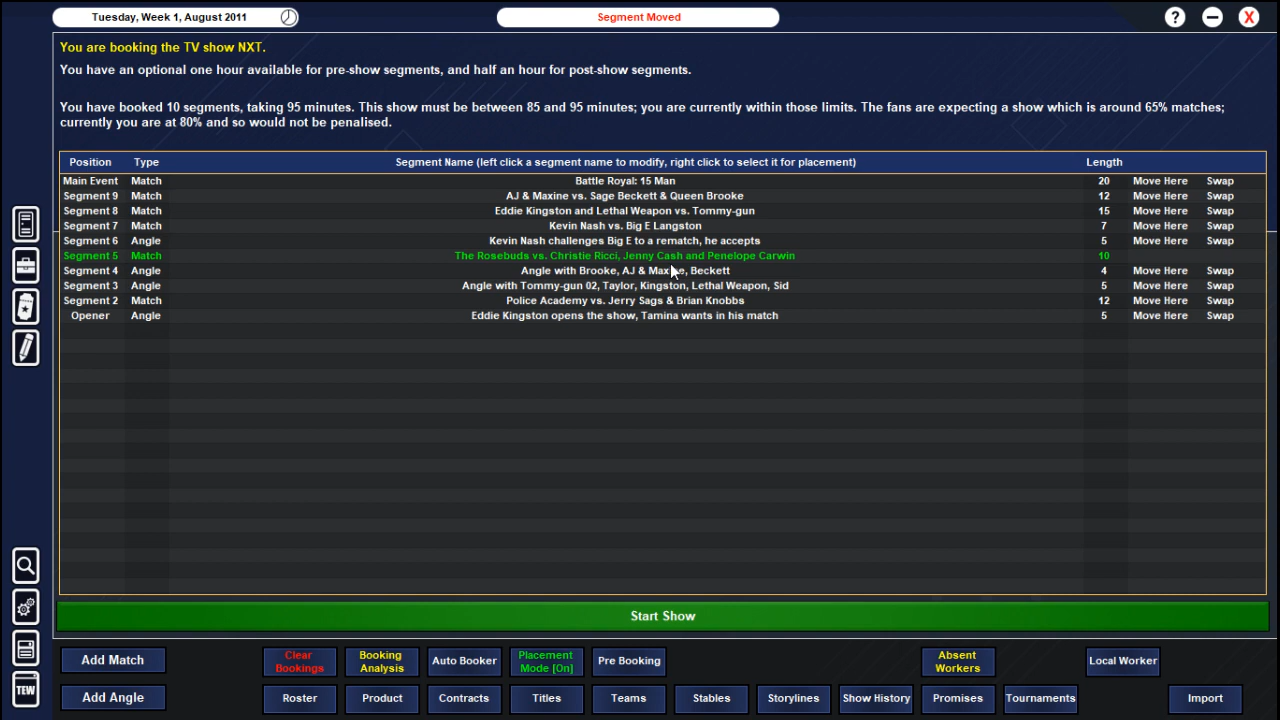 Tuesday, Week 1, August 2011
Segment Moved
?
X
You are booking the TV show NXT.
You have an optional one hour available for pre-show segments, and half an hour for post-show segments.
You have booked 10 segments, taking 95 minutes. This show must be between 85 and 95 minutes; you are currently within those limits. The fans are expecting a show which is around 65% matches;
currently you are at 80% and so would not be penalised.
Position Type Segment Name (left click a segment name to modify, right click to select it for placement) Length
Main Event Match Battle Royal: 15 Man 20 Move Here Swap
Segment 9 Match AJ & Maxine vs. Sage Beckett & Queen Brooke 12 Move Here Swap
Segment 8 Match Eddie Kingston and Lethal Weapon vs. Tommy-gun 15 Move Here Swap
Segment 7 Match Kevin Nash vs. Big E Langston 7 Move Here Swap
Segment 6 Angle Kevin Nash challenges Big E to a rematch, he accepts 5 Move Here Swap
Segment 5 Match The Rosebuds vs. Christie Ricci, Jenny Cash and Penelope Carwin 10
Segment 4 Angle Angle with Brooke, AJ & Maxine, Beckett 4 Move Here Swap
Segment 3 Angle Angle with Tommy-gun 02, Taylor, Kingston, Lethal Weapon, Sid 5 Move Here Swap
Segment 2 Match Police Academy vs. Jerry Sags & Brian Knobbs 12 Move Here Swap
Opener Angle Eddie Kingston opens the show, Tamina wants in his match 5 Move Here Swap
Start Show
Add Match
Clear Bookings
Booking Analysis
Auto Booker
Placement Mode [On]
Pre Booking
Absent Workers
Local Worker
TEW
Add Angle
Roster
Product
Contracts
Titles
Teams
Stables
Storylines
Show History
Promises
Tournaments
Import